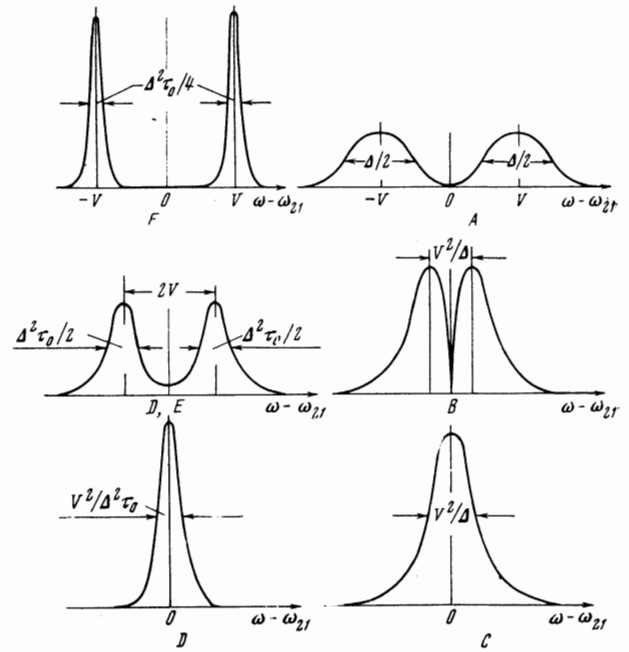 Δ²τ₀/4
-V 0 V ω-ω₂₁
F
Δ/2 Δ/2
-V 0 V ω-ω₂₁
A
2V
Δ²τ₀/2 Δ²τ₀/2
D, E ω-ω₂₁
V²/Δ
B ω-ω₂₁
V²/Δ²τ₀
0 ω-ω₂₁
D
V²/Δ
0 ω-ω₂₁
C